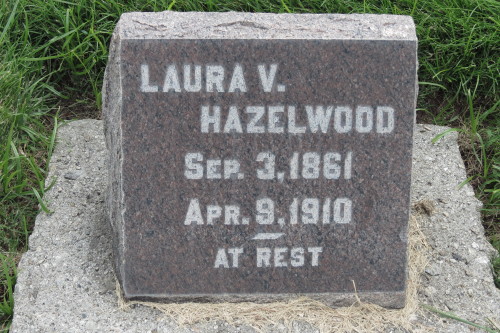 LAURA V.
HAZELWOOD
SEP. 3, 1861
APR. 9, 1910
AT REST